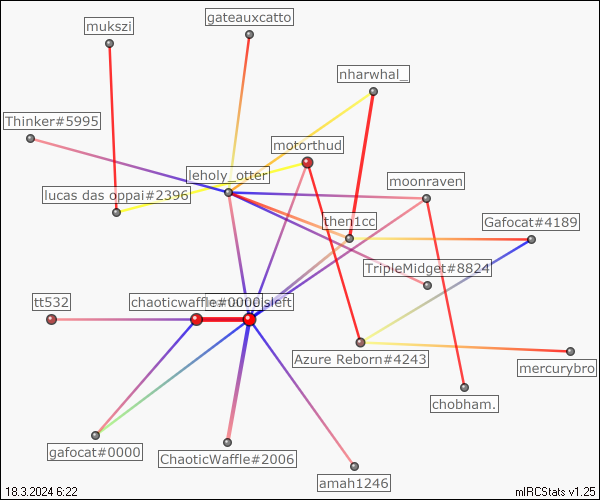 gateauxcatto
mukszi
nharwhal_
Thinker#5995
motorthud
leholy_otter
moonraven
lucas das oppai#2396
then1cc
Gafocat#4189
TripleMidget#8824
tt532
chaoticwaffle#0000
isleft
Azure Reborn#4243
mercurybro
chobham.
gafocat#0000
ChaoticWaffle#2006
amah1246
18.3.2024 6:22
mIRCStats v1.25